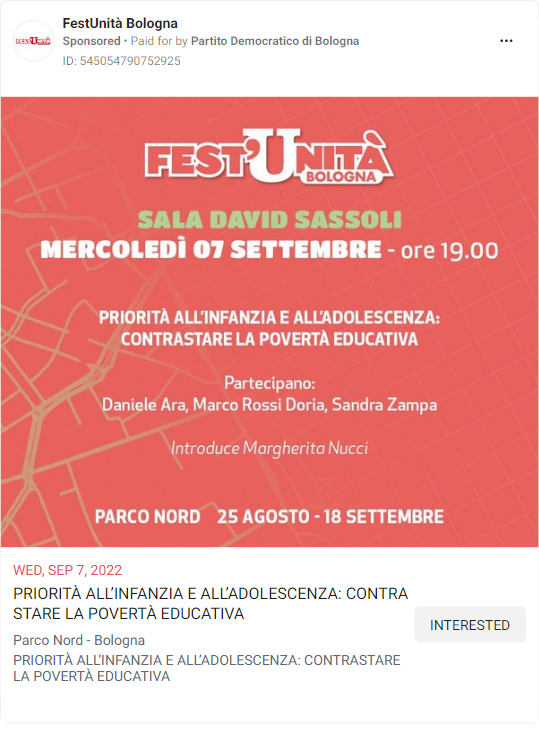 FestUnità Bologna
Sponsored • Paid for by Partito Democratico di Bologna
ID: 545054790752925
FEST'UNITÀ
BOLOGNA
SALA DAVID SASSOLI
MERCOLEDÌ 07 SETTEMBRE - ore 19.00
PRIORITÀ ALL'INFANZIA E ALL'ADOLESCENZA:
CONTRASTARE LA POVERTÀ EDUCATIVA
Partecipano:
Daniele Ara, Marco Rossi Doria, Sandra Zampa
Introduce Margherita Nucci
PARCO NORD 25 AGOSTO - 18 SETTEMBRE
WED, SEP 7, 2022
PRIORITÀ ALL'INFANZIA E ALL'ADOLESCENZA: CONTRA
STARE LA POVERTÀ EDUCATIVA
Parco Nord - Bologna
PRIORITÀ ALL'INFANZIA E ALL'ADOLESCENZA: CONTRASTARE
LA POVERTÀ EDUCATIVA
INTERESTED